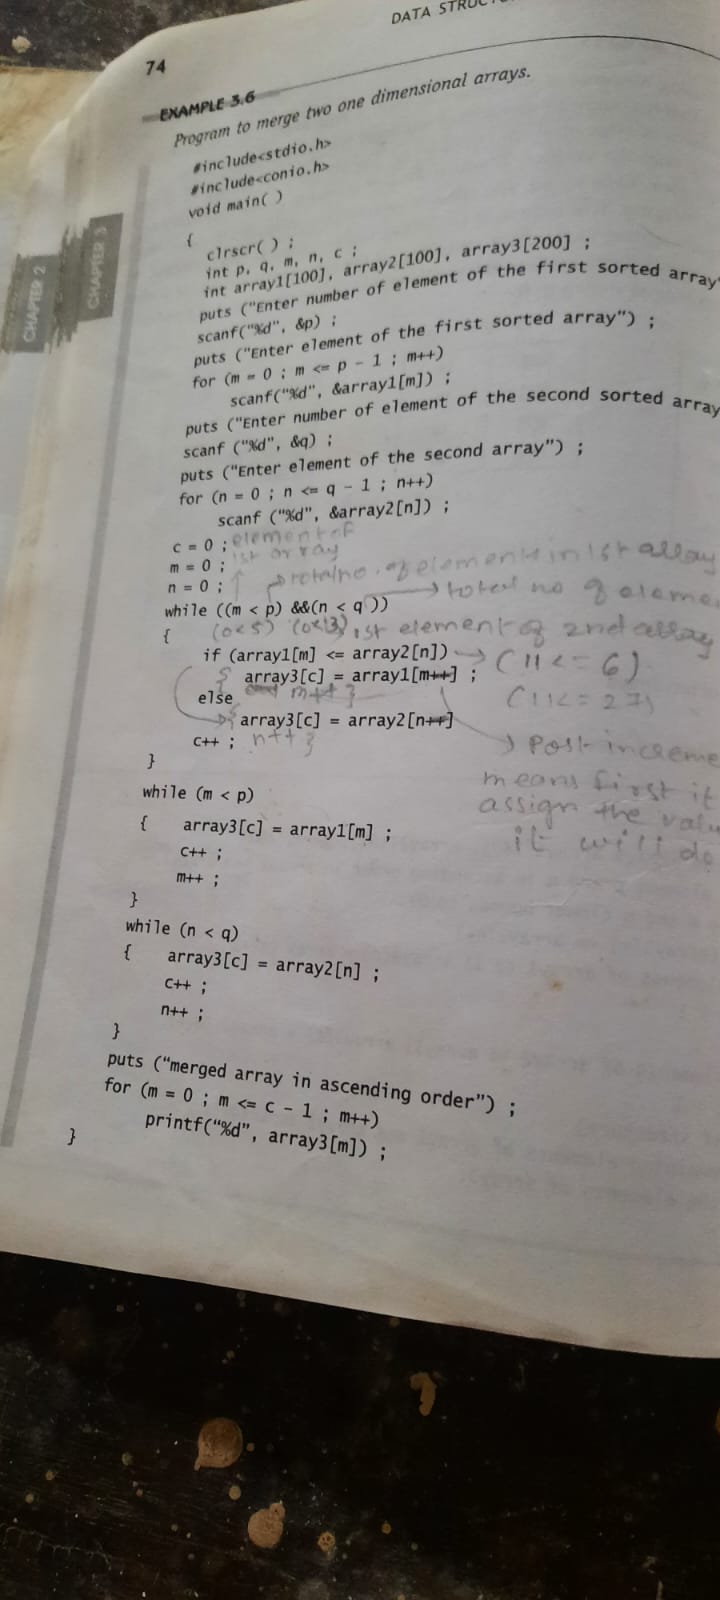 DATA STRUCT
74
EXAMPLE 3.6
Program to merge two one dimensional arrays.
#include<stdio.h>
#include<conio.h>
void main( )
{
clrscr( ) ;
int p, q, m, n, c ;
int array1[100], array2[100], array3[200] ;
puts ("Enter number of element of the first sorted array"
scanf("%d", &p) ;
puts ("Enter element of the first sorted array") ;
for (m = 0 ; m <= p - 1 ; m++)
scanf("%d", &array1[m]) ;
puts ("Enter number of element of the second sorted array
scanf ("%d", &q) ;
puts ("Enter element of the second array") ;
for (n = 0 ; n <= q - 1 ; n++)
scanf ("%d", &array2[n]) ;
c = 0 ; element of
m = 0 ; 1st array
n = 0 ; total no. of elements in 1st array
while ((m < p) &&(n < q )) → total no of eleme
{ (0<5) (0<13) 1st element of 2nd array
if (array1[m] <= array2[n]) → (11<=6)
{ array3[c] = array1[m++] ;
else m++ } (11<=27)
{ array3[c] = array2[n++]
c++ ; n++ } → Post increme
} means first it
while (m < p) assign the valu
{ array3[c] = array1[m] ; it will do
c++ ;
m++ ;
}
while (n < q)
{ array3[c] = array2[n] ;
c++ ;
n++ ;
}
puts ("merged array in ascending order") ;
for (m = 0 ; m <= c - 1 ; m++)
printf("%d", array3[m]) ;
}
CHAPTER 2
CHAPTER 3